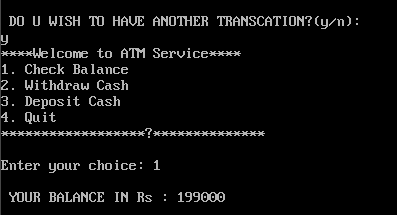 DO U WISH TO HAVE ANOTHER TRANSCATION?(y/n):
y
****Welcome to ATM Service****
1. Check Balance
2. Withdraw Cash
3. Deposit Cash
4. Quit
******************?**************
Enter your choice: 1
YOUR BALANCE IN Rs : 199000